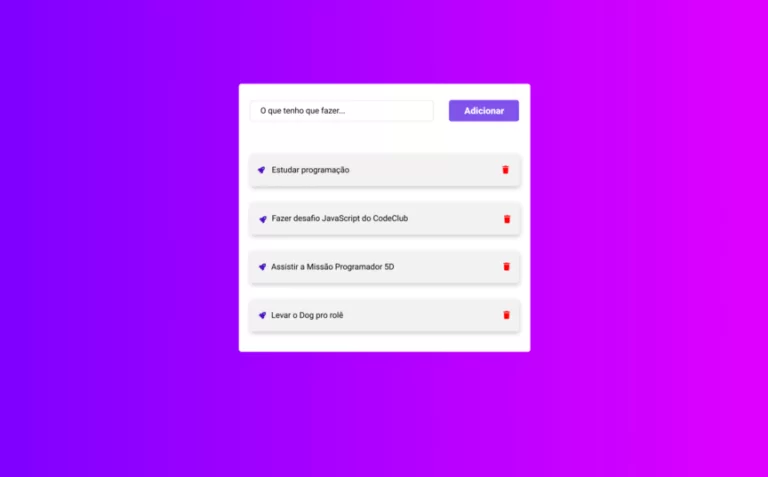 O que tenho que fazer...
Adicionar
Estudar programação
Fazer desafio JavaScript do CodeClub
Assistir a Missão Programador 5D
Levar o Dog pro rolê